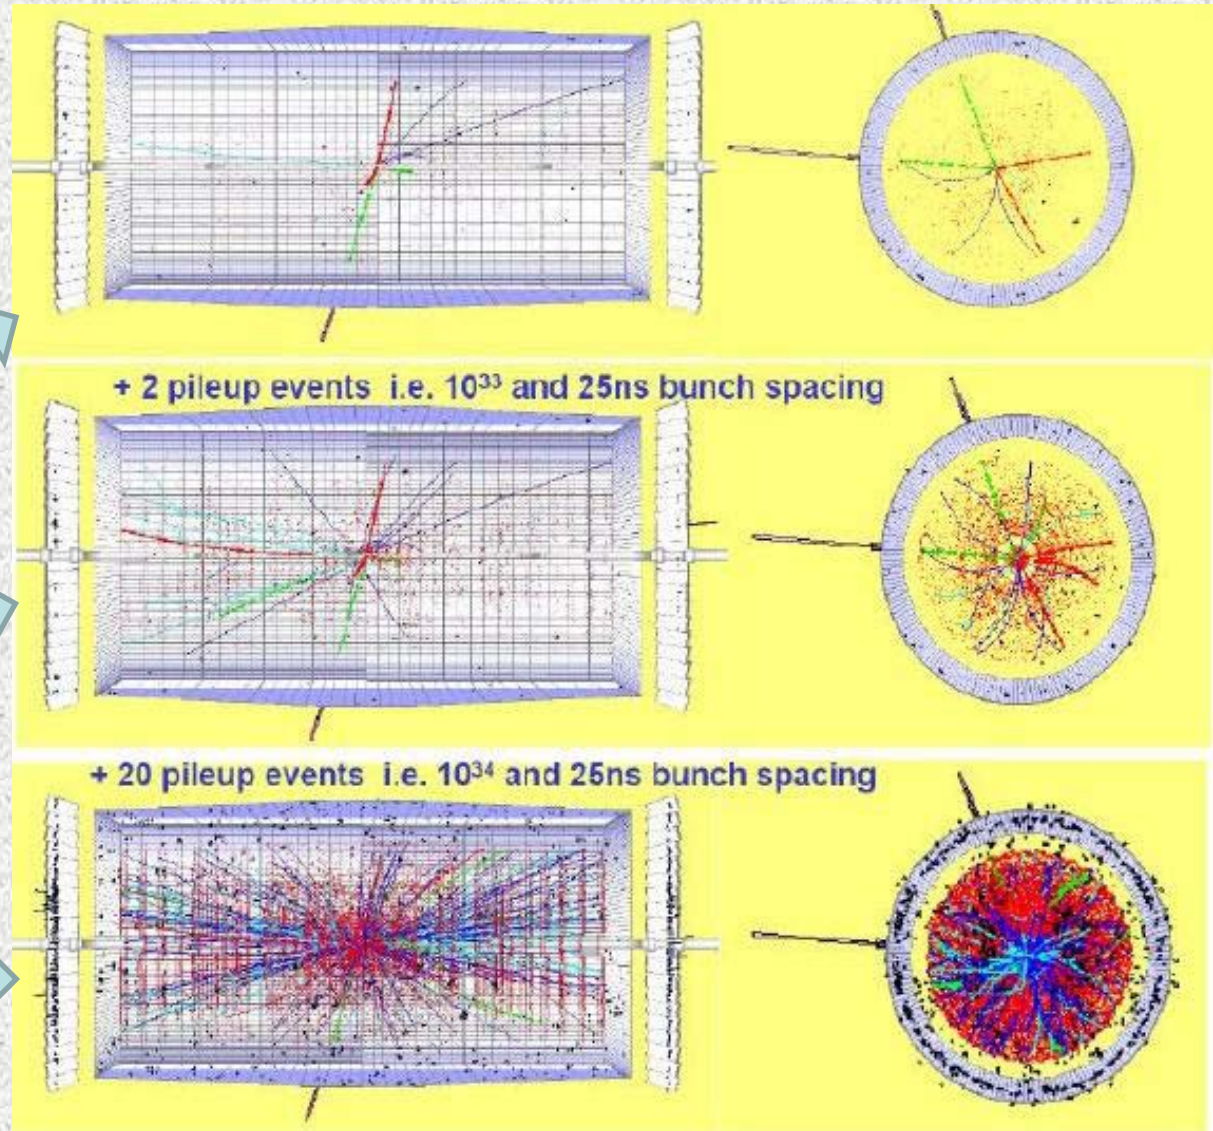 + 2 pileup events i.e. 10³³ and 25ns bunch spacing
+ 20 pileup events i.e. 10³⁴ and 25ns bunch spacing